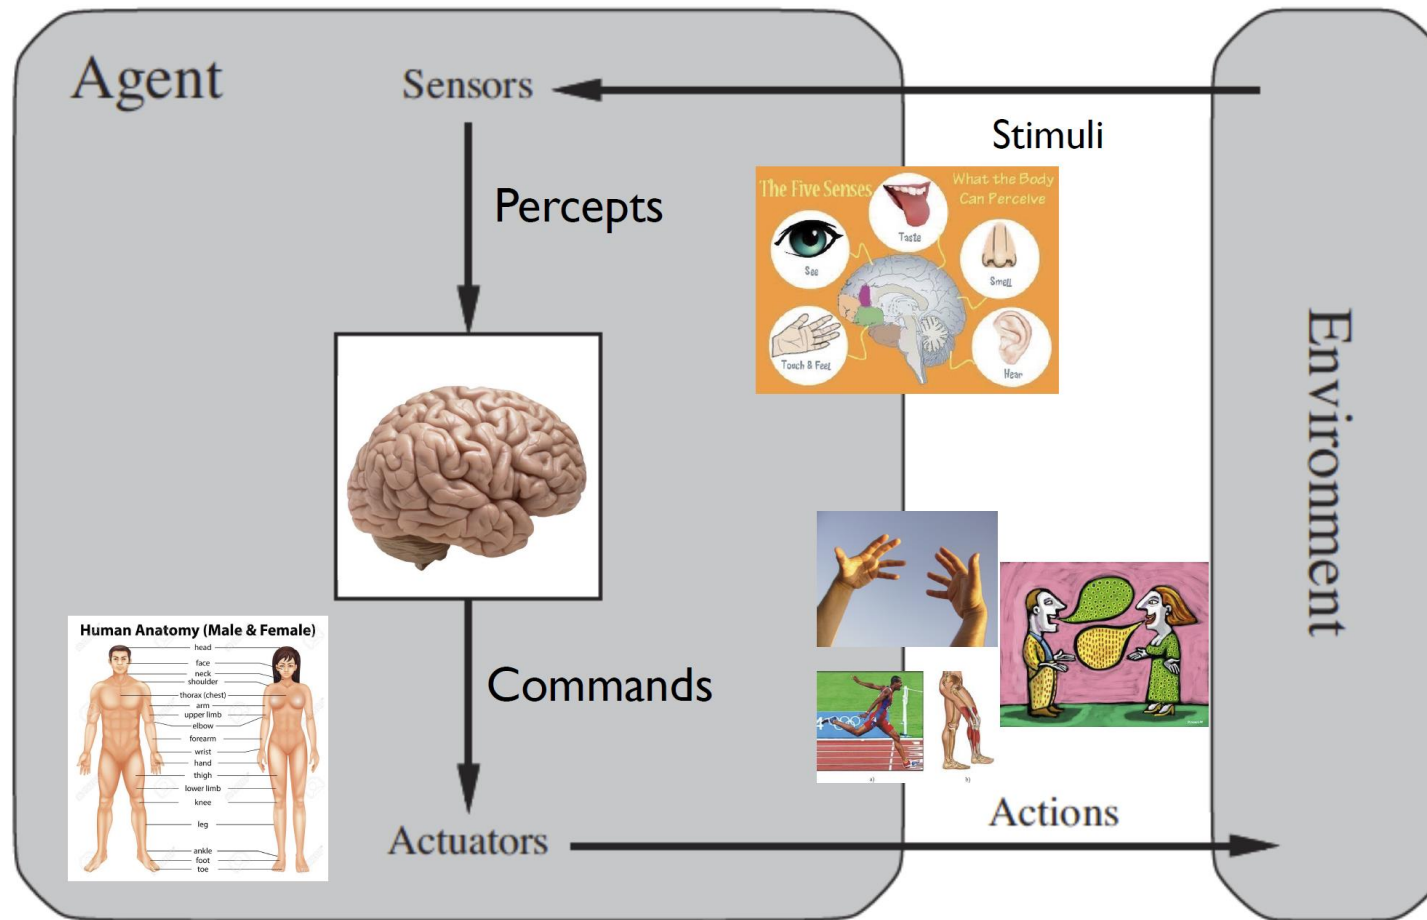 Agent
Sensors
Stimuli
Percepts
The Five Senses
What the Body
Can Perceive
Taste
See
Smell
Touch & Feel
Hear
Environment
Human Anatomy (Male & Female)
head
face
neck
shoulder
thorax (chest)
arm
upper limb
elbow
forearm
wrist
hand
thigh
lower limb
knee
leg
ankle
foot
toe
Commands
a)
b)
Actuators
Actions